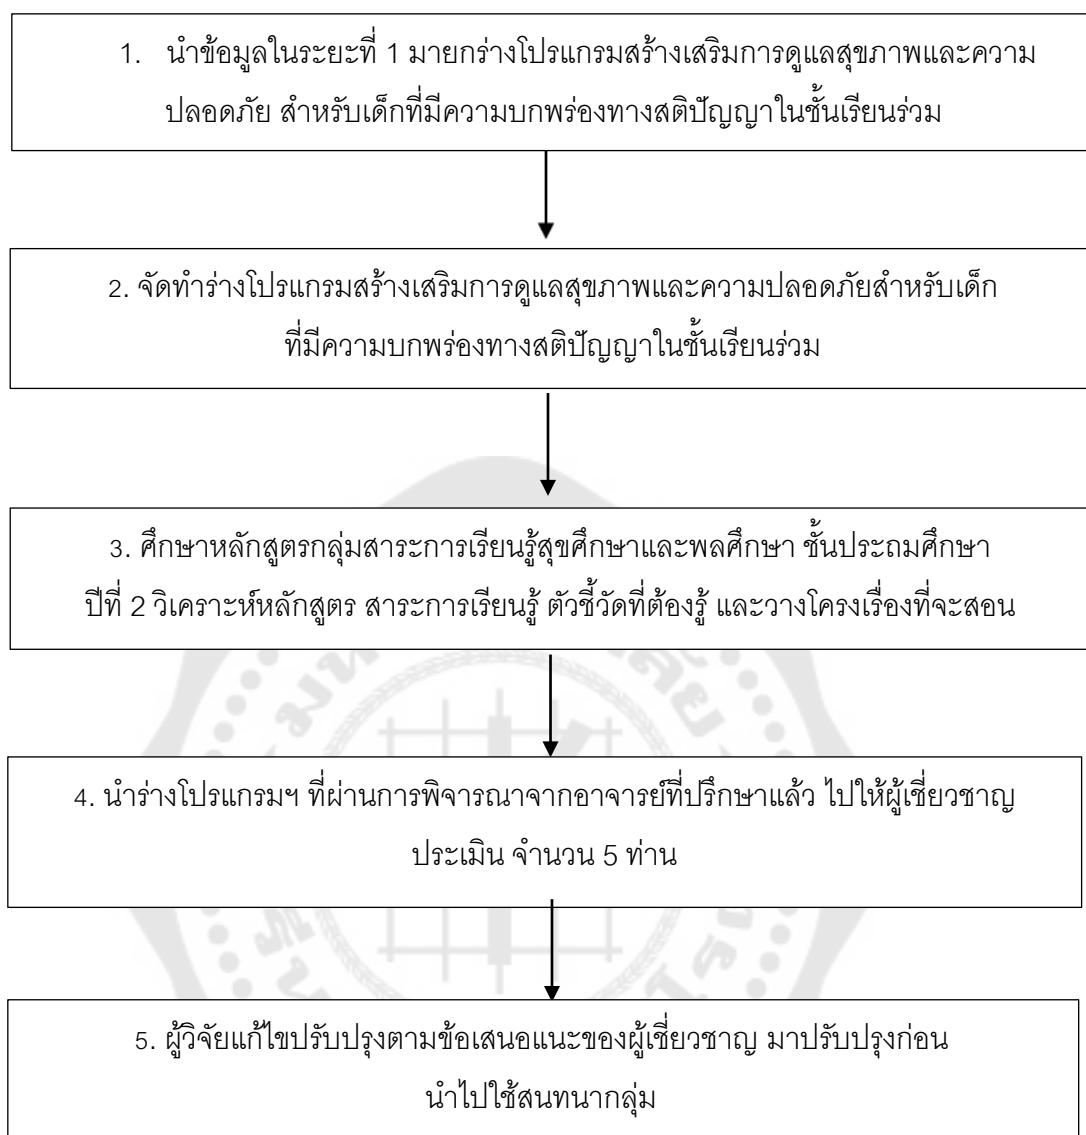 1. นำข้อมูลในระยะที่ 1 มายกร่างโปรแกรมสร้างเสริมการดูแลสุขภาพและความ
ปลอดภัย สำหรับเด็กที่มีความบกพร่องทางสติปัญญาในชั้นเรียนร่วม
2. จัดทำร่างโปรแกรมสร้างเสริมการดูแลสุขภาพและความปลอดภัยสำหรับเด็ก
ที่มีความบกพร่องทางสติปัญญาในชั้นเรียนร่วม
3. ศึกษาหลักสูตรกลุ่มสาระการเรียนรู้สุขศึกษาและพลศึกษา ชั้นประถมศึกษา
ปีที่ 2 วิเคราะห์หลักสูตร สาระการเรียนรู้ ตัวชี้วัดที่ต้องรู้ และวางโครงเรื่องที่จะสอน
4. นำร่างโปรแกรมฯ ที่ผ่านการพิจารณาจากอาจารย์ที่ปรึกษาแล้ว ไปให้ผู้เชี่ยวชาญ
ประเมิน จำนวน 5 ท่าน
5. ผู้วิจัยแก้ไขปรับปรุงตามข้อเสนอแนะของผู้เชี่ยวชาญ มาปรับปรุงก่อน
นำไปใช้สนทนากลุ่ม